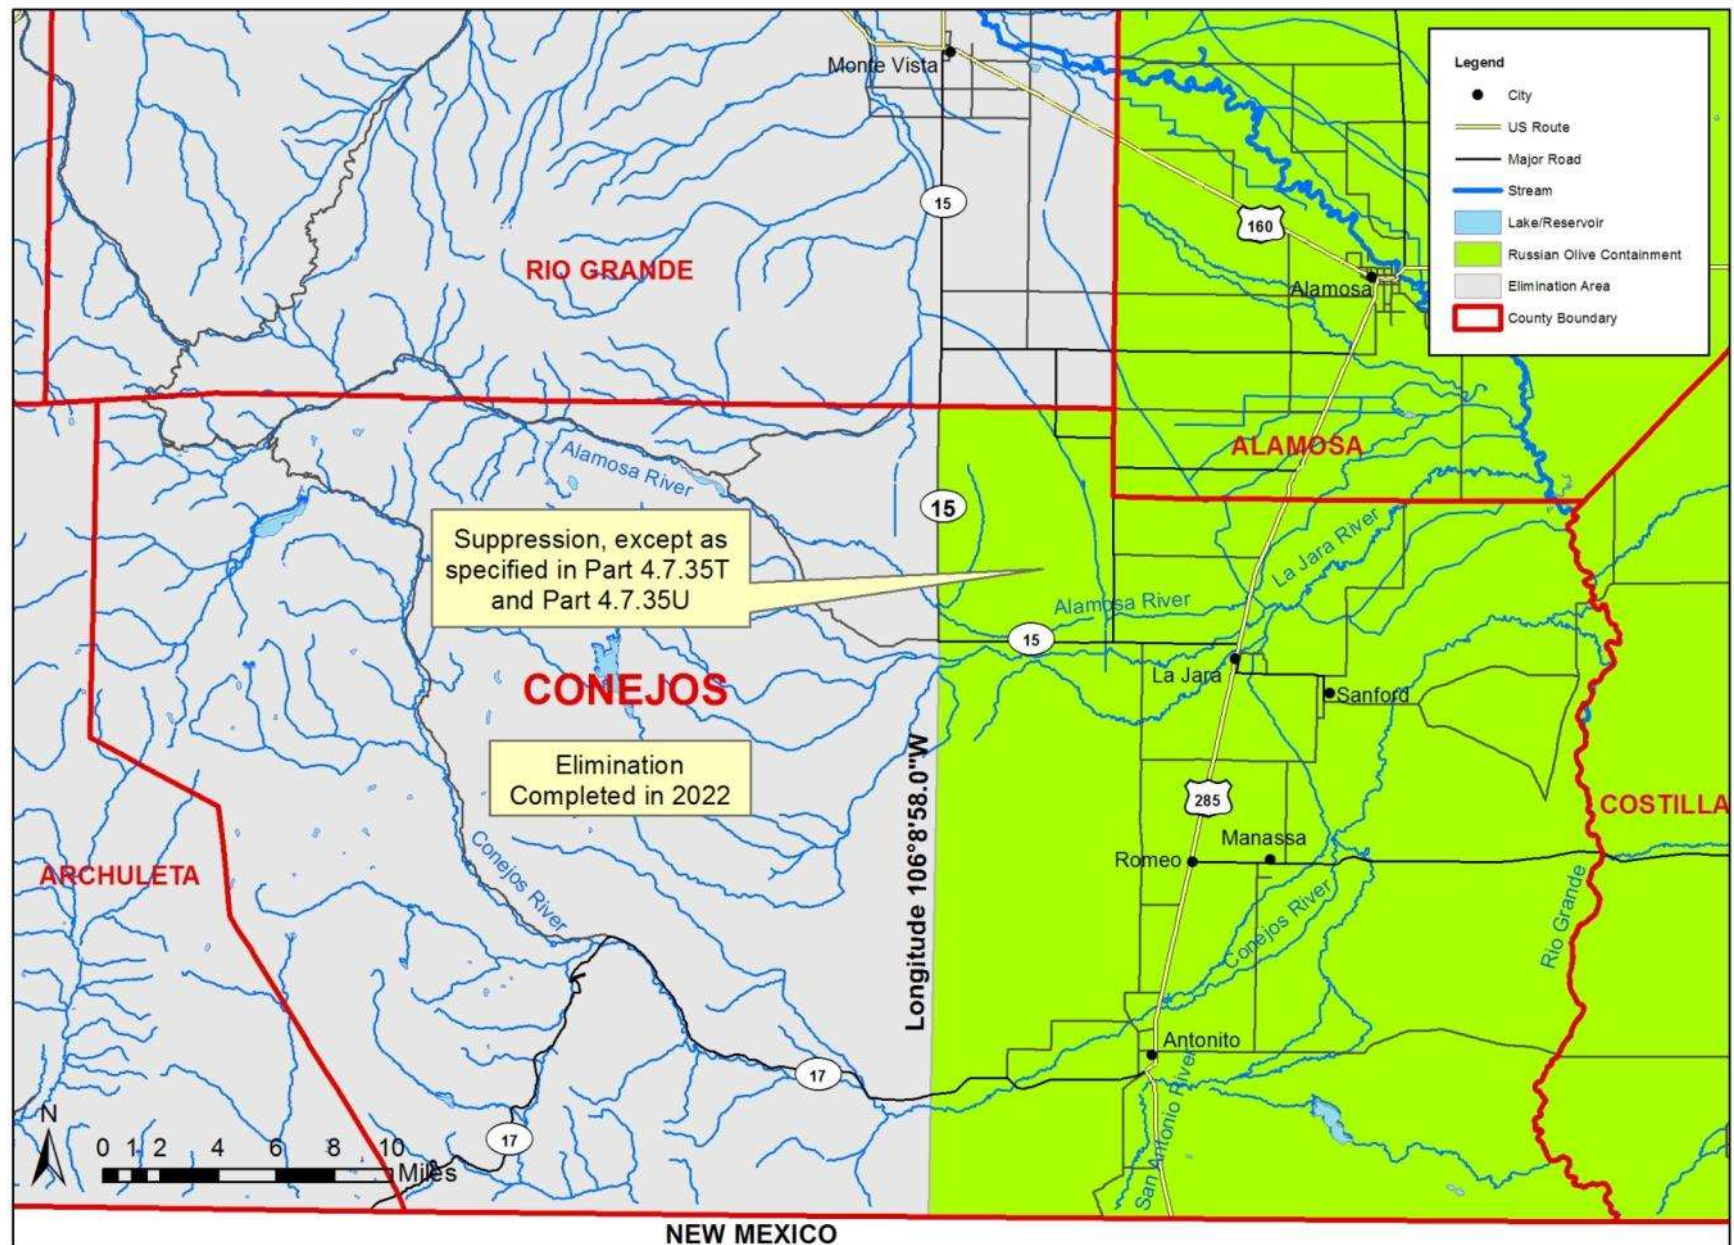 Monte Vista
15
RIO GRANDE
160
Alamosa
Legend
City
US Route
Major Road
Stream
Lake/Reservoir
Russian Olive Containment
Elimination Area
County Boundary
ALAMOSA
Alamosa River
15
Suppression, except as
specified in Part 4.7.35T
and Part 4.7.35U
La Jara River
Alamosa River
15
La Jara
Sanford
CONEJOS
Elimination
Completed in 2022
Longitude 106°8'58.0"W
285
COSTILLA
Manassa
Romeo
ARCHULETA
Conejos River
Conejos River
Rio Grande
Antonito
17
San Antonio River
17
N
0 1 2 4 6 8 10
Miles
NEW MEXICO